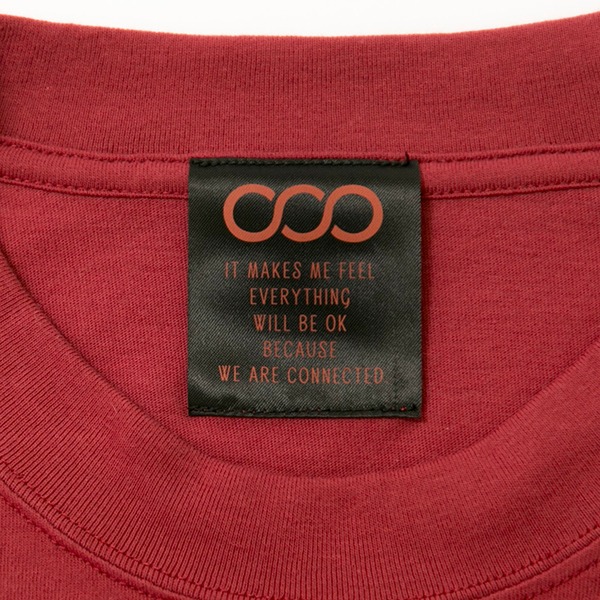 IT MAKES ME FEEL
EVERYTHING
WILL BE OK
BECAUSE
WE ARE CONNECTED